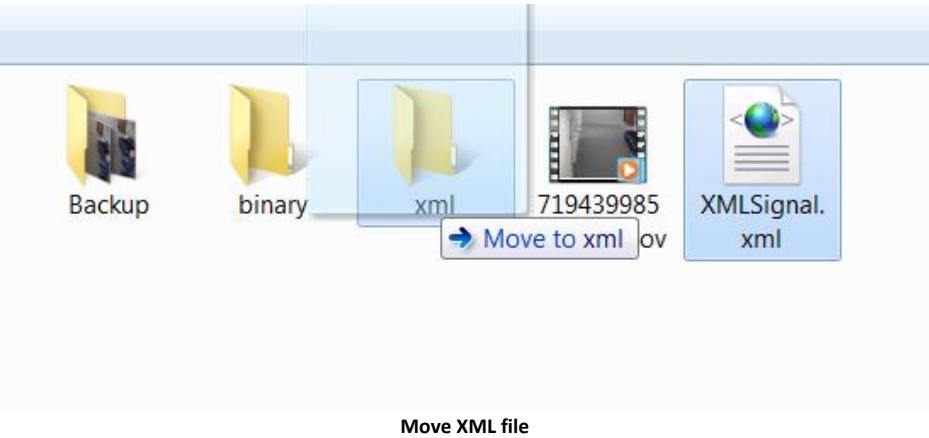 Backup
binary
xml
719439985
ov
XMLSignal.
xml
Move to xml
Move XML file